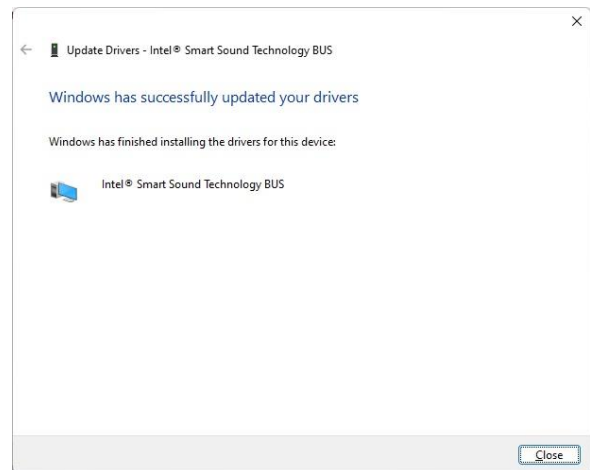 Update Drivers - Intel® Smart Sound Technology BUS
Windows has successfully updated your drivers
Windows has finished installing the drivers for this device:
Intel® Smart Sound Technology BUS
Close